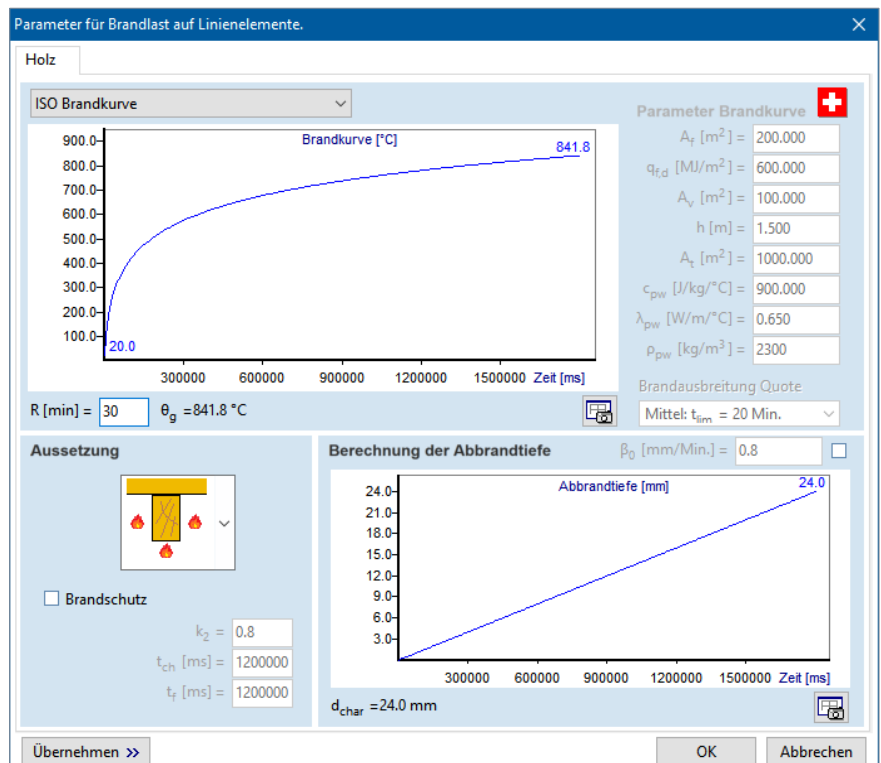 Parameter für Brandlast auf Linienelemente.
Holz
ISO Brandkurve
Brandkurve [°C]
900.0
800.0
700.0
600.0
500.0
400.0
300.0
200.0
100.0
841.8
20.0
300000 600000 900000 1200000 1500000 Zeit [ms]
R [min] = 30 θg =841.8 °C
Parameter Brandkurve
Af [m²] = 200.000
qf,d [MJ/m²] = 600.000
Av [m²] = 100.000
h [m] = 1.500
At [m²] = 1000.000
cpw [J/kg/°C] = 900.000
λpw [W/m/°C] = 0.650
ρpw [kg/m³] = 2300
Brandausbreitung Quote
Mittel: tlim = 20 Min.
Aussetzung
Brandschutz
k2 = 0.8
tch [ms] = 1200000
tf [ms] = 1200000
Berechnung der Abbrandtiefe β0 [mm/Min.] = 0.8
Abbrandtiefe [mm]
24.0
24.0
21.0
18.0
15.0
12.0
9.0
6.0
3.0
300000 600000 900000 1200000 1500000 Zeit [ms]
dchar =24.0 mm
Übernehmen >> OK Abbrechen